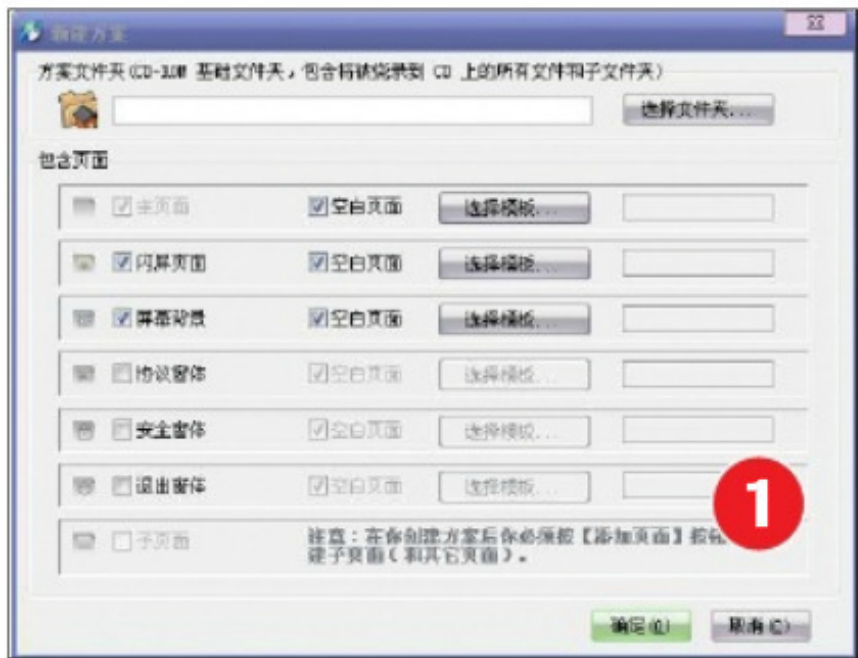 新建方案
方案文件夹(CD-ROM 基础文件夹，包含将被烧录到 CD 上的所有文件和子文件夹)
选择文件夹...
包含页面
主页面 空白页面 选择模板...
闪屏页面 空白页面 选择模板...
屏幕背景 空白页面 选择模板...
协议窗体 空白页面 选择模板...
安全窗体 空白页面 选择模板...
退出窗体 空白页面 选择模板...
1
子页面 注意：在你创建方案后你必须按【添加页面】按钮
建子页面(和其它页面)。
确定(O) 取消(C)